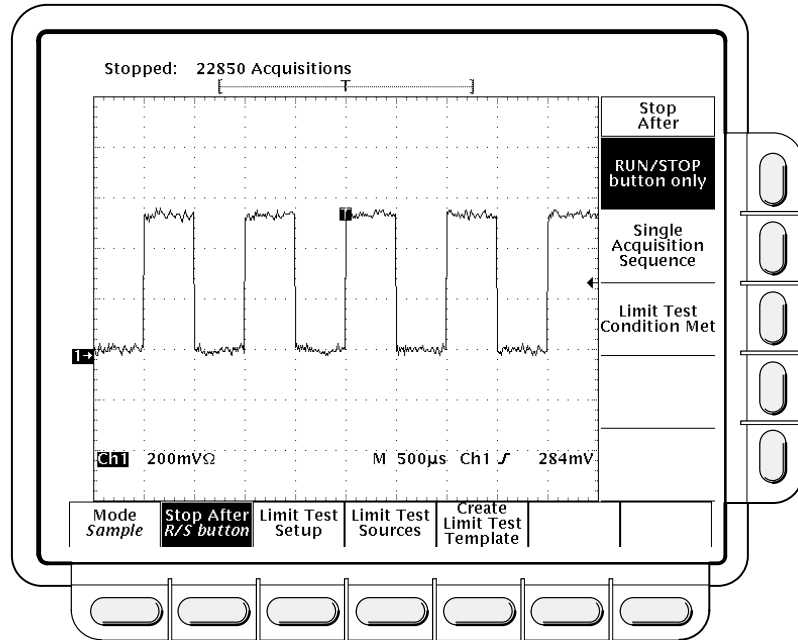 Stopped: 22850 Acquisitions
T
Stop
After
RUN/STOP
button only
Single
Acquisition
Sequence
Limit Test
Condition Met
T
1→
Ch1 200mVΩ M 500µs Ch1 ƒ 284mV
Mode
Sample
Stop After
R/S button
Limit Test
Setup
Limit Test
Sources
Create
Limit Test
Template